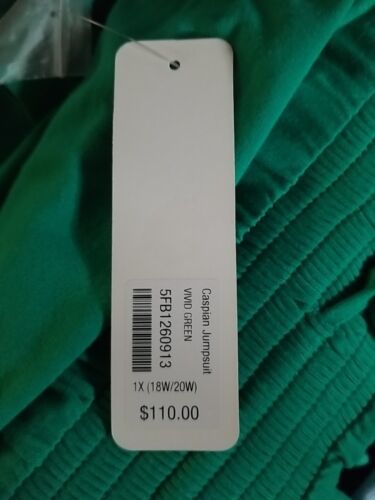 Caspian Jumpsuit
VIVID GREEN
5FB1260913
1X (18W/20W)
$110.00